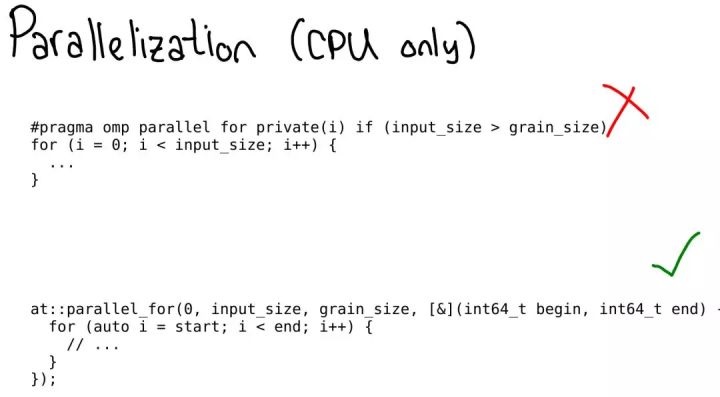 Parallelization (CPU only)
#pragma omp parallel for private(i) if (input_size > grain_size)
for (i = 0; i < input_size; i++) {
  ...
}
at::parallel_for(0, input_size, grain_size, [&](int64_t begin, int64_t end)
  for (auto i = start; i < end; i++) {
    // ...
  }
});